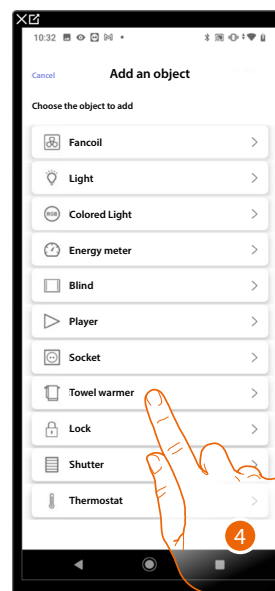 10:32
Cancel
Add an object
Choose the object to add
Fancoil
Light
RGB
Colored Light
Energy meter
Blind
Player
Socket
Towel warmer
Lock
Shutter
Thermostat
4